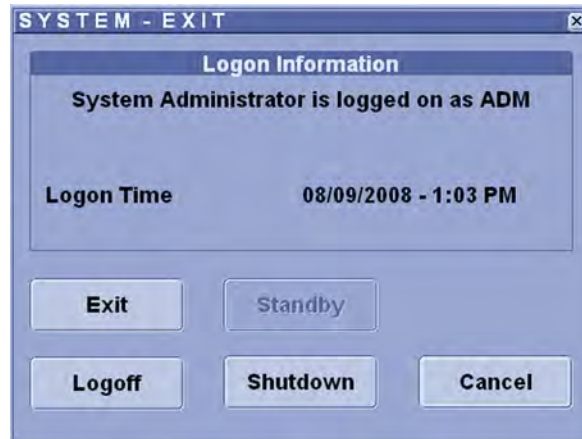 SYSTEM - EXIT
Logon Information
System Administrator is logged on as ADM
Logon Time 08/09/2008 - 1:03 PM
Exit Standby
Logoff Shutdown Cancel